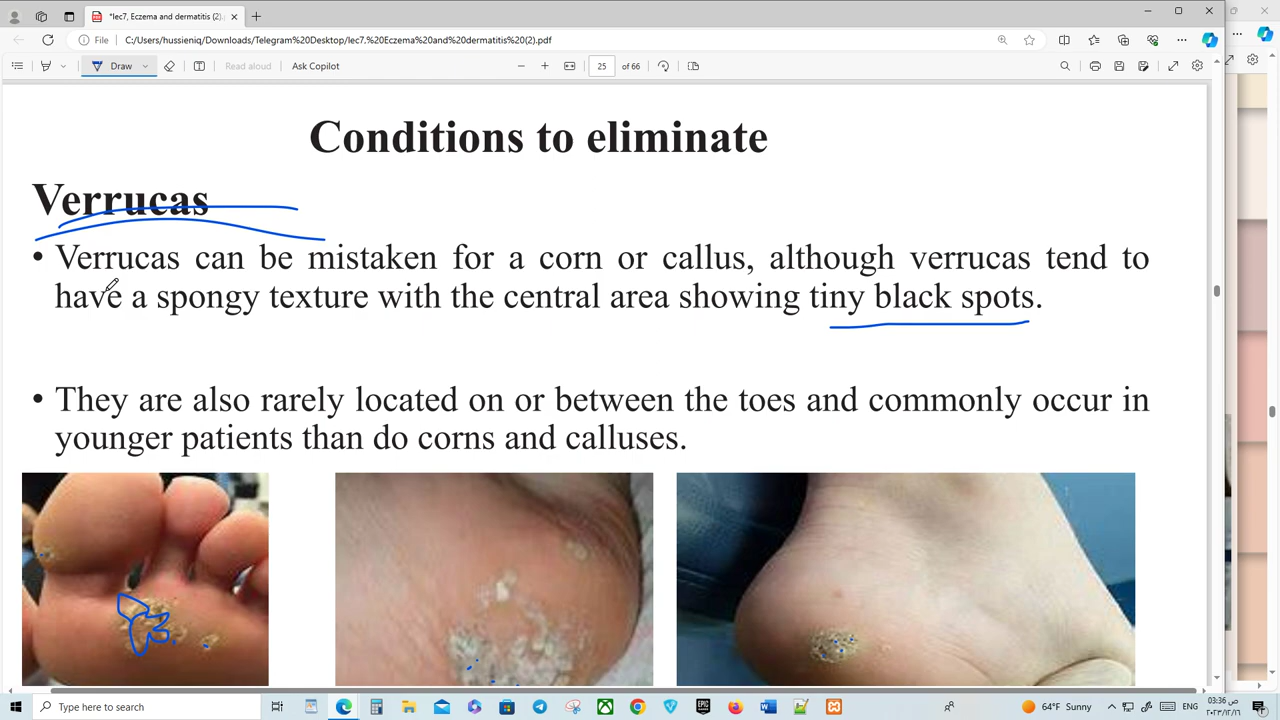 *lec7, Eczema and dermatitis (2).p
File
C:/Users/hussieniq/Downloads/Telegram%20Desktop/lec7,%20Eczema%20and%20dermatitis%20(2).pdf
Draw
Read aloud
Ask Copilot
25
of 66
Conditions to eliminate
Verrucas
• Verrucas can be mistaken for a corn or callus, although verrucas tend to
have a spongy texture with the central area showing tiny black spots.
• They are also rarely located on or between the toes and commonly occur in
younger patients than do corns and calluses.
Type here to search
64°F Sunny
ENG
03:36 ص